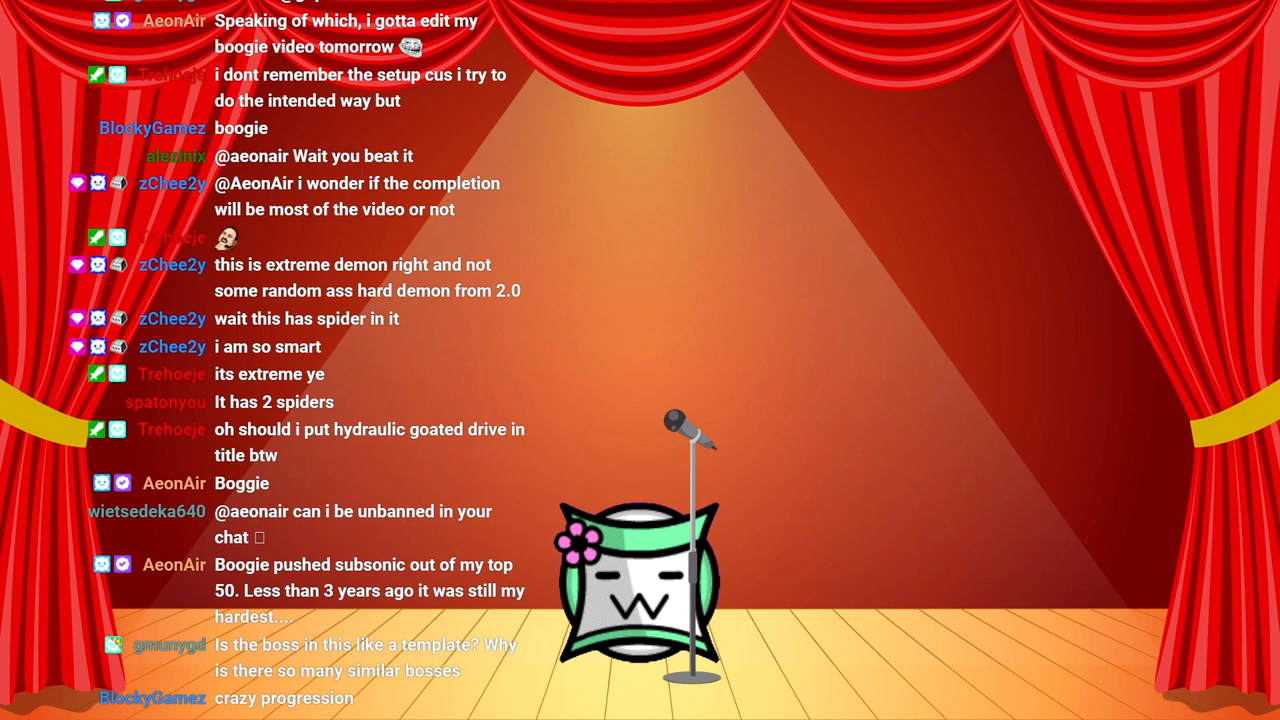 AeonAir Speaking of which, i gotta edit my
boogie video tomorrow
Trehoeje i dont remember the setup cus i try to
do the intended way but
BlockyGamez boogie
alezinix @aeonair Wait you beat it
zChee2y @AeonAir i wonder if the completion
will be most of the video or not
Trehoeje
zChee2y this is extreme demon right and not
some random ass hard demon from 2.0
zChee2y wait this has spider in it
zChee2y i am so smart
Trehoeje its extreme ye
spatonyou It has 2 spiders
Trehoeje oh should i put hydraulic goated drive in
title btw
AeonAir Boggie
wietsedeka640 @aeonair can i be unbanned in your
chat
AeonAir Boogie pushed subsonic out of my top
50. Less than 3 years ago it was still my
hardest....
gmunygd Is the boss in this like a template? Why
is there so many similar bosses
BlockyGamez crazy progression